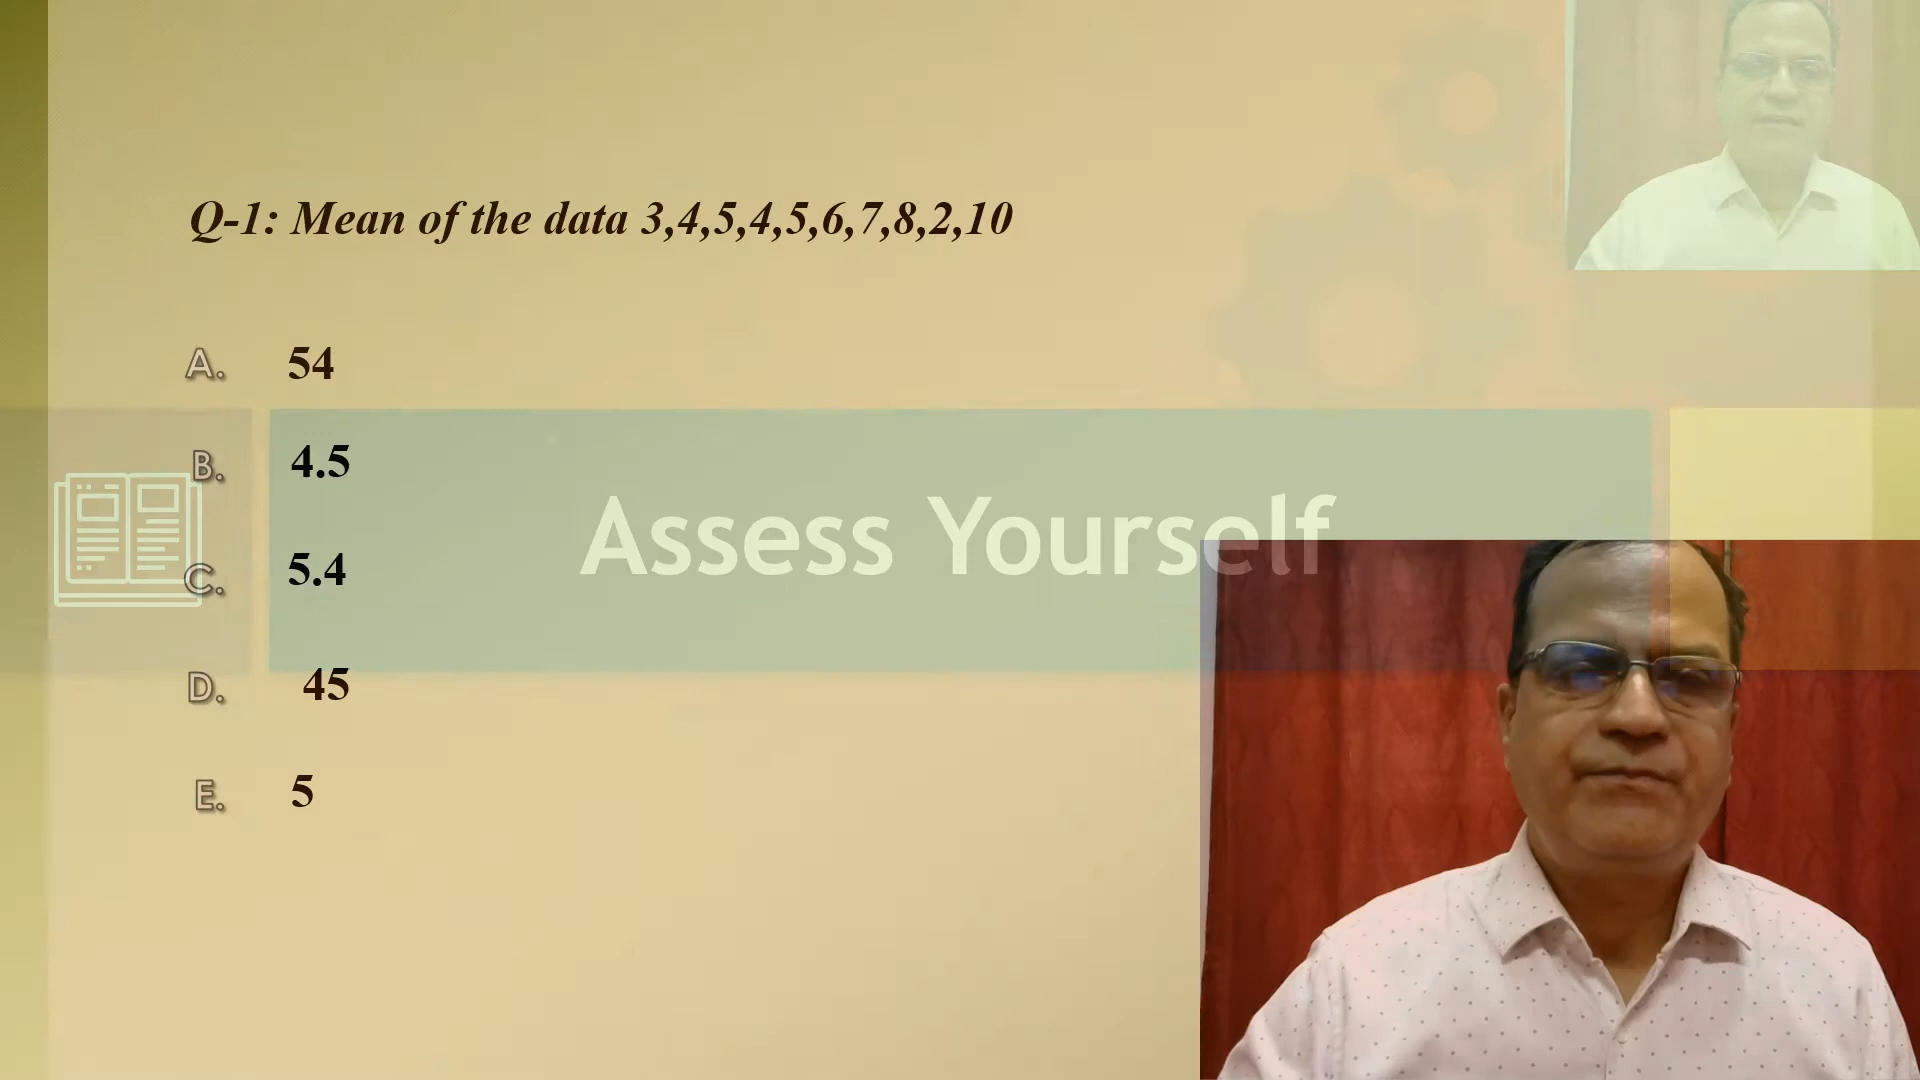 Q-1: Mean of the data 3,4,5,4,5,6,7,8,2,10
A. 54
B. 4.5
Assess Yourself
C. 5.4
D. 45
E. 5